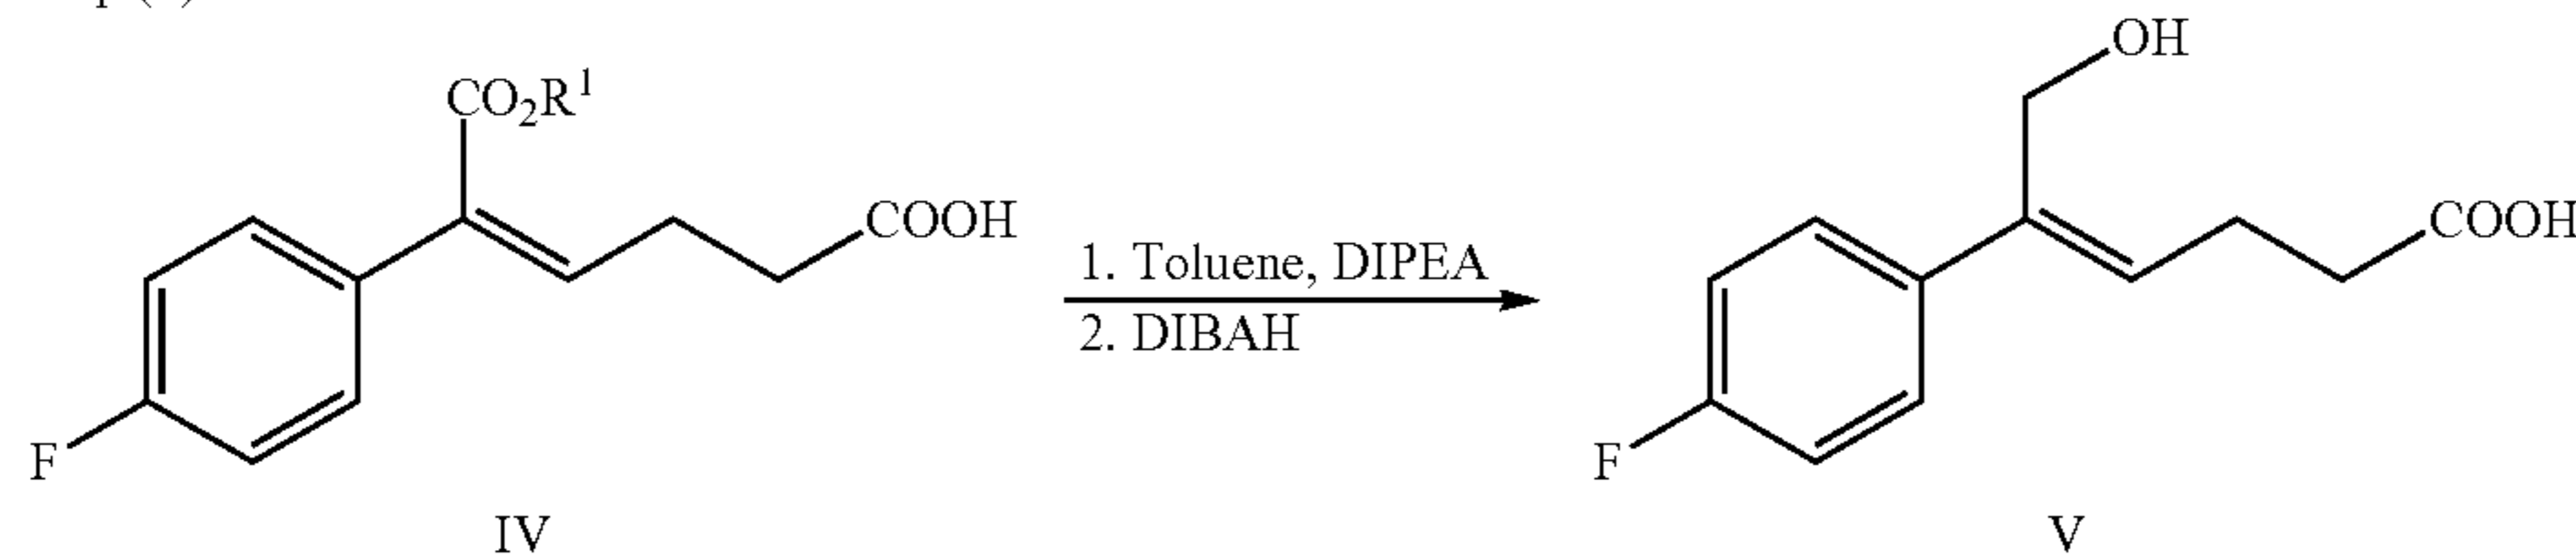 OH
CO₂R¹
COOH
COOH
1. Toluene, DIPEA
2. DIBAH
F
F
IV
V